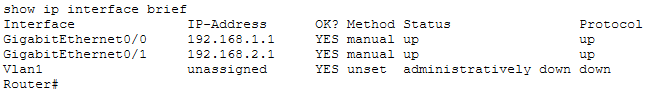 show ip interface brief
Interface              IP-Address      OK? Method Status                Protocol
GigabitEthernet0/0     192.168.1.1     YES manual up                    up
GigabitEthernet0/1     192.168.2.1     YES manual up                    up
Vlan1                  unassigned      YES unset  administratively down down
Router#